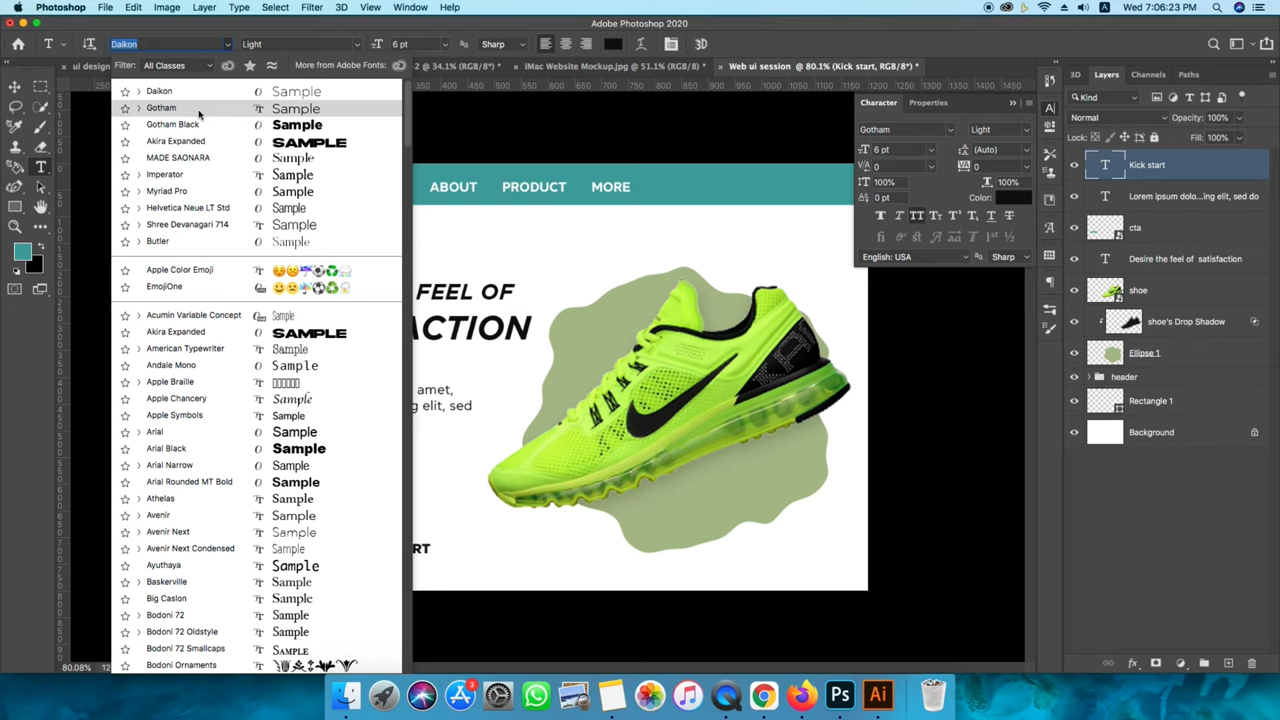 Photoshop File Edit Image Layer Type Select Filter 3D View Window Help
Wed 7:06:23 PM
Adobe Photoshop 2020
Daikon Light 6 pt Sharp 3D
Filter: All Classes More from Adobe Fonts:
ui design
-2 @ 34.1% (RGB/8*) *
iMac Website Mockup.jpg @ 51.1% (RGB/8) *
Web ui session @ 80.1% (Kick start, RGB/8*) *
Daikon Sample
Gotham Sample
Gotham Black Sample
Akira Expanded SAMPLE
MADE SAONARA Sample
Imperator Sample
Myriad Pro Sample
Helvetica Neue LT Std Sample
Shree Devanagari 714 Sample
Butler Sample
Apple Color Emoji
EmojiOne
Acumin Variable Concept Sample
Akira Expanded SAMPLE
American Typewriter Sample
Andale Mono Sample
Apple Braille
Apple Chancery Sample
Apple Symbols Sample
Arial Sample
Arial Black Sample
Arial Narrow Sample
Arial Rounded MT Bold Sample
Athelas Sample
Avenir Sample
Avenir Next Sample
Avenir Next Condensed Sample
Ayuthaya Sample
Baskerville Sample
Big Caslon Sample
Bodoni 72 Sample
Bodoni 72 Oldstyle Sample
Bodoni 72 Smallcaps SAMPLE
Bodoni Ornaments
ABOUT PRODUCT MORE
FEEL OF
ACTION
amet,
g elit, sed
RT
80.08%
Character Properties
Gotham Light
6 pt (Auto)
0 0
100% 100%
0 pt Color:
English: USA Sharp
3D Layers Channels Paths
Kind
Normal Opacity: 100%
Lock: Fill: 100%
Kick start
Lorem ipsum dolo...ing elit, sed do
cta
Desire the feel of satisfaction
shoe
shoe's Drop Shadow
Ellipse 1
header
Rectangle 1
Background
3
Ps
Ai